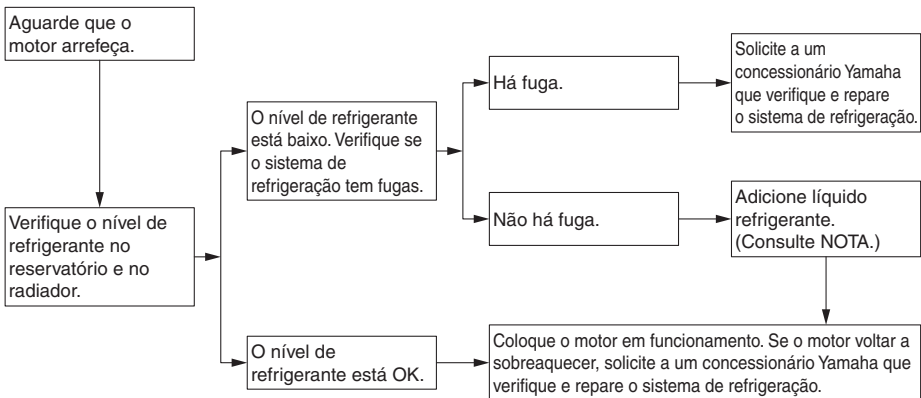 Aguarde que o
motor arrefeça.
Verifique o nível de
refrigerante no
reservatório e no
radiador.
O nível de refrigerante
está baixo. Verifique se
o sistema de
refrigeração tem fugas.
Há fuga.
Solicite a um
concessionário Yamaha
que verifique e repare
o sistema de refrigeração.
Não há fuga.
Adicione líquido
refrigerante.
(Consulte NOTA.)
O nível de
refrigerante está OK.
Coloque o motor em funcionamento. Se o motor voltar a
sobreaquecer, solicite a um concessionário Yamaha que
verifique e repare o sistema de refrigeração.